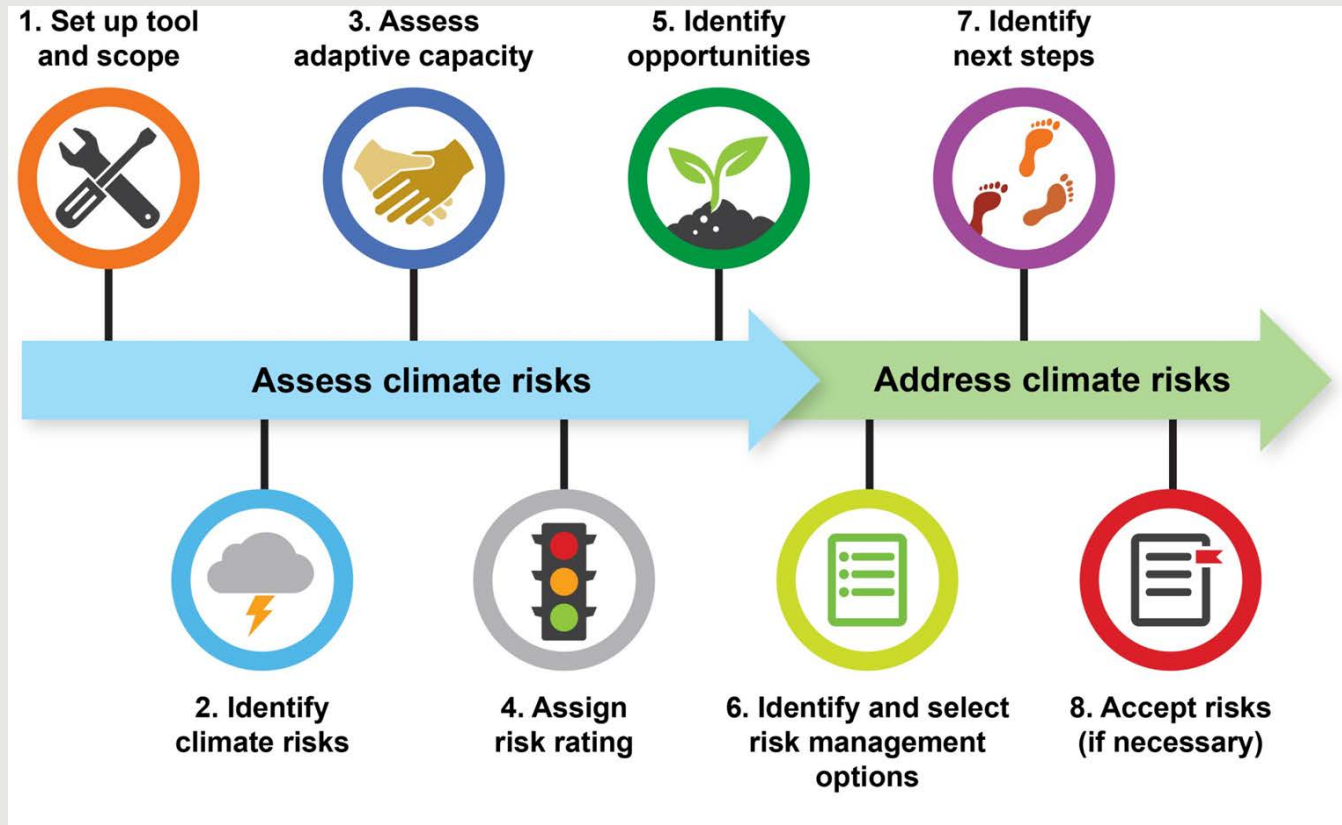 1. Set up tool
and scope
3. Assess
adaptive capacity
5. Identify
opportunities
7. Identify
next steps
Assess climate risks
Address climate risks
2. Identify
climate risks
4. Assign
risk rating
6. Identify and select
risk management
options
8. Accept risks
(if necessary)